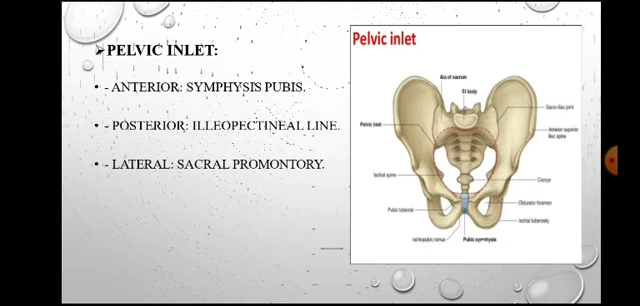 ➤PELVIC INLET:
• - ANTERIOR: SYMPHYSIS PUBIS.
• - POSTERIOR: ILLEOPECTINEAL LINE.
• - LATERAL: SACRAL PROMONTORY.
Pelvic inlet
Ala of sacrum
SI body
Sacro-iliac joint
Pelvic inlet
Anterior superior
iliac spine
Ischial spine
Coccyx
Pubic tubercle
Obturator foramen
Ischial tuberosity
Ischiopubic ramus
Pubic symphysis